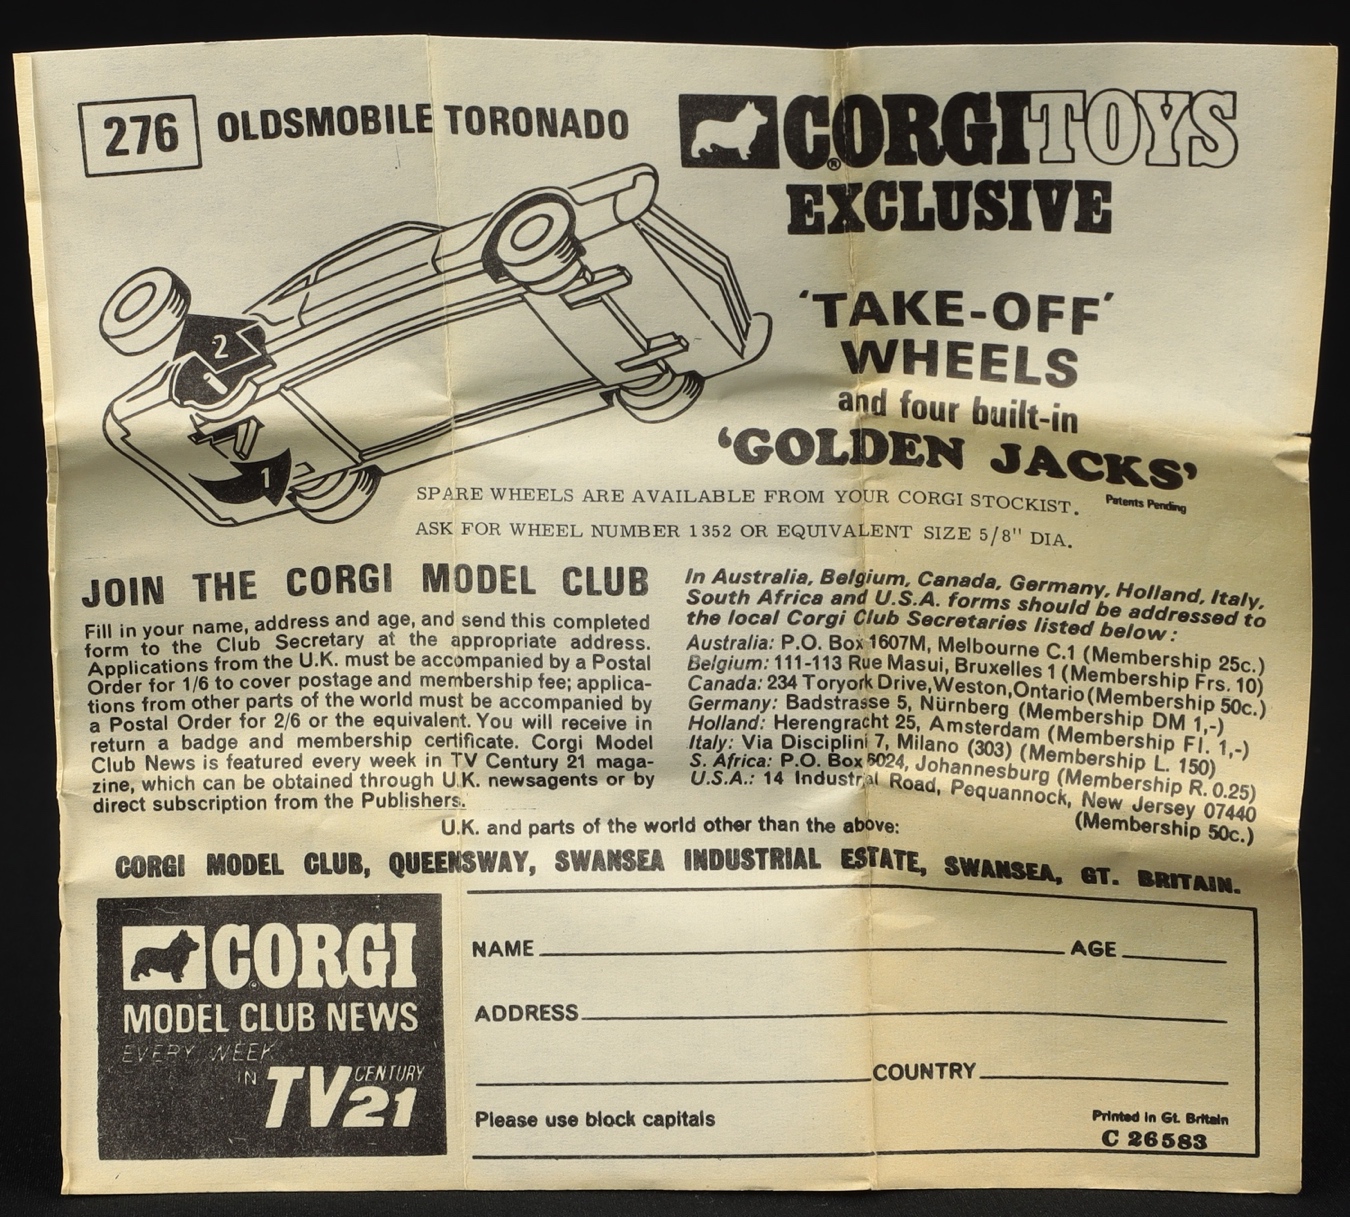 276 OLDSMOBILE TORONADO
CORGI TOYS
®
EXCLUSIVE
'TAKE-OFF'
WHEELS
and four built-in
'GOLDEN JACKS'
Patents Pending
2
1
SPARE WHEELS ARE AVAILABLE FROM YOUR CORGI STOCKIST.
ASK FOR WHEEL NUMBER 1352 OR EQUIVALENT SIZE 5/8" DIA.
JOIN THE CORGI MODEL CLUB
Fill in your name, address and age, and send this completed
form to the Club Secretary at the appropriate address.
Applications from the U.K. must be accompanied by a Postal
Order for 1/6 to cover postage and membership fee; applica-
tions from other parts of the world must be accompanied by
a Postal Order for 2/6 or the equivalent. You will receive in
return a badge and membership certificate. Corgi Model
Club News is featured every week in TV Century 21 maga-
zine, which can be obtained through U.K. newsagents or by
direct subscription from the Publishers.
In Australia, Belgium, Canada, Germany, Holland, Italy,
South Africa and U.S.A. forms should be addressed to
the local Corgi Club Secretaries listed below:
Australia: P.O. Box 1607M, Melbourne C.1 (Membership 25c.)
Belgium: 111-113 Rue Masui, Bruxelles 1 (Membership Frs. 10)
Canada: 234 Toryork Drive, Weston, Ontario (Membership 50c.)
Germany: Badstrasse 5, Nürnberg (Membership DM 1,-)
Holland: Herengracht 25, Amsterdam (Membership Fl. 1,-)
Italy: Via Disciplini 7, Milano (303) (Membership L. 150)
S. Africa: P.O. Box 6024, Johannesburg (Membership R. 0.25)
U.S.A.: 14 Industrial Road, Pequannock, New Jersey 07440
(Membership 50c.)
U.K. and parts of the world other than the above:
CORGI MODEL CLUB, QUEENSWAY, SWANSEA INDUSTRIAL ESTATE, SWANSEA, GT. BRITAIN.
CORGI
MODEL CLUB NEWS
EVERY WEEK
IN TV CENTURY 21
NAME AGE
ADDRESS
COUNTRY
Please use block capitals
Printed in Gt. Britain
C 26583